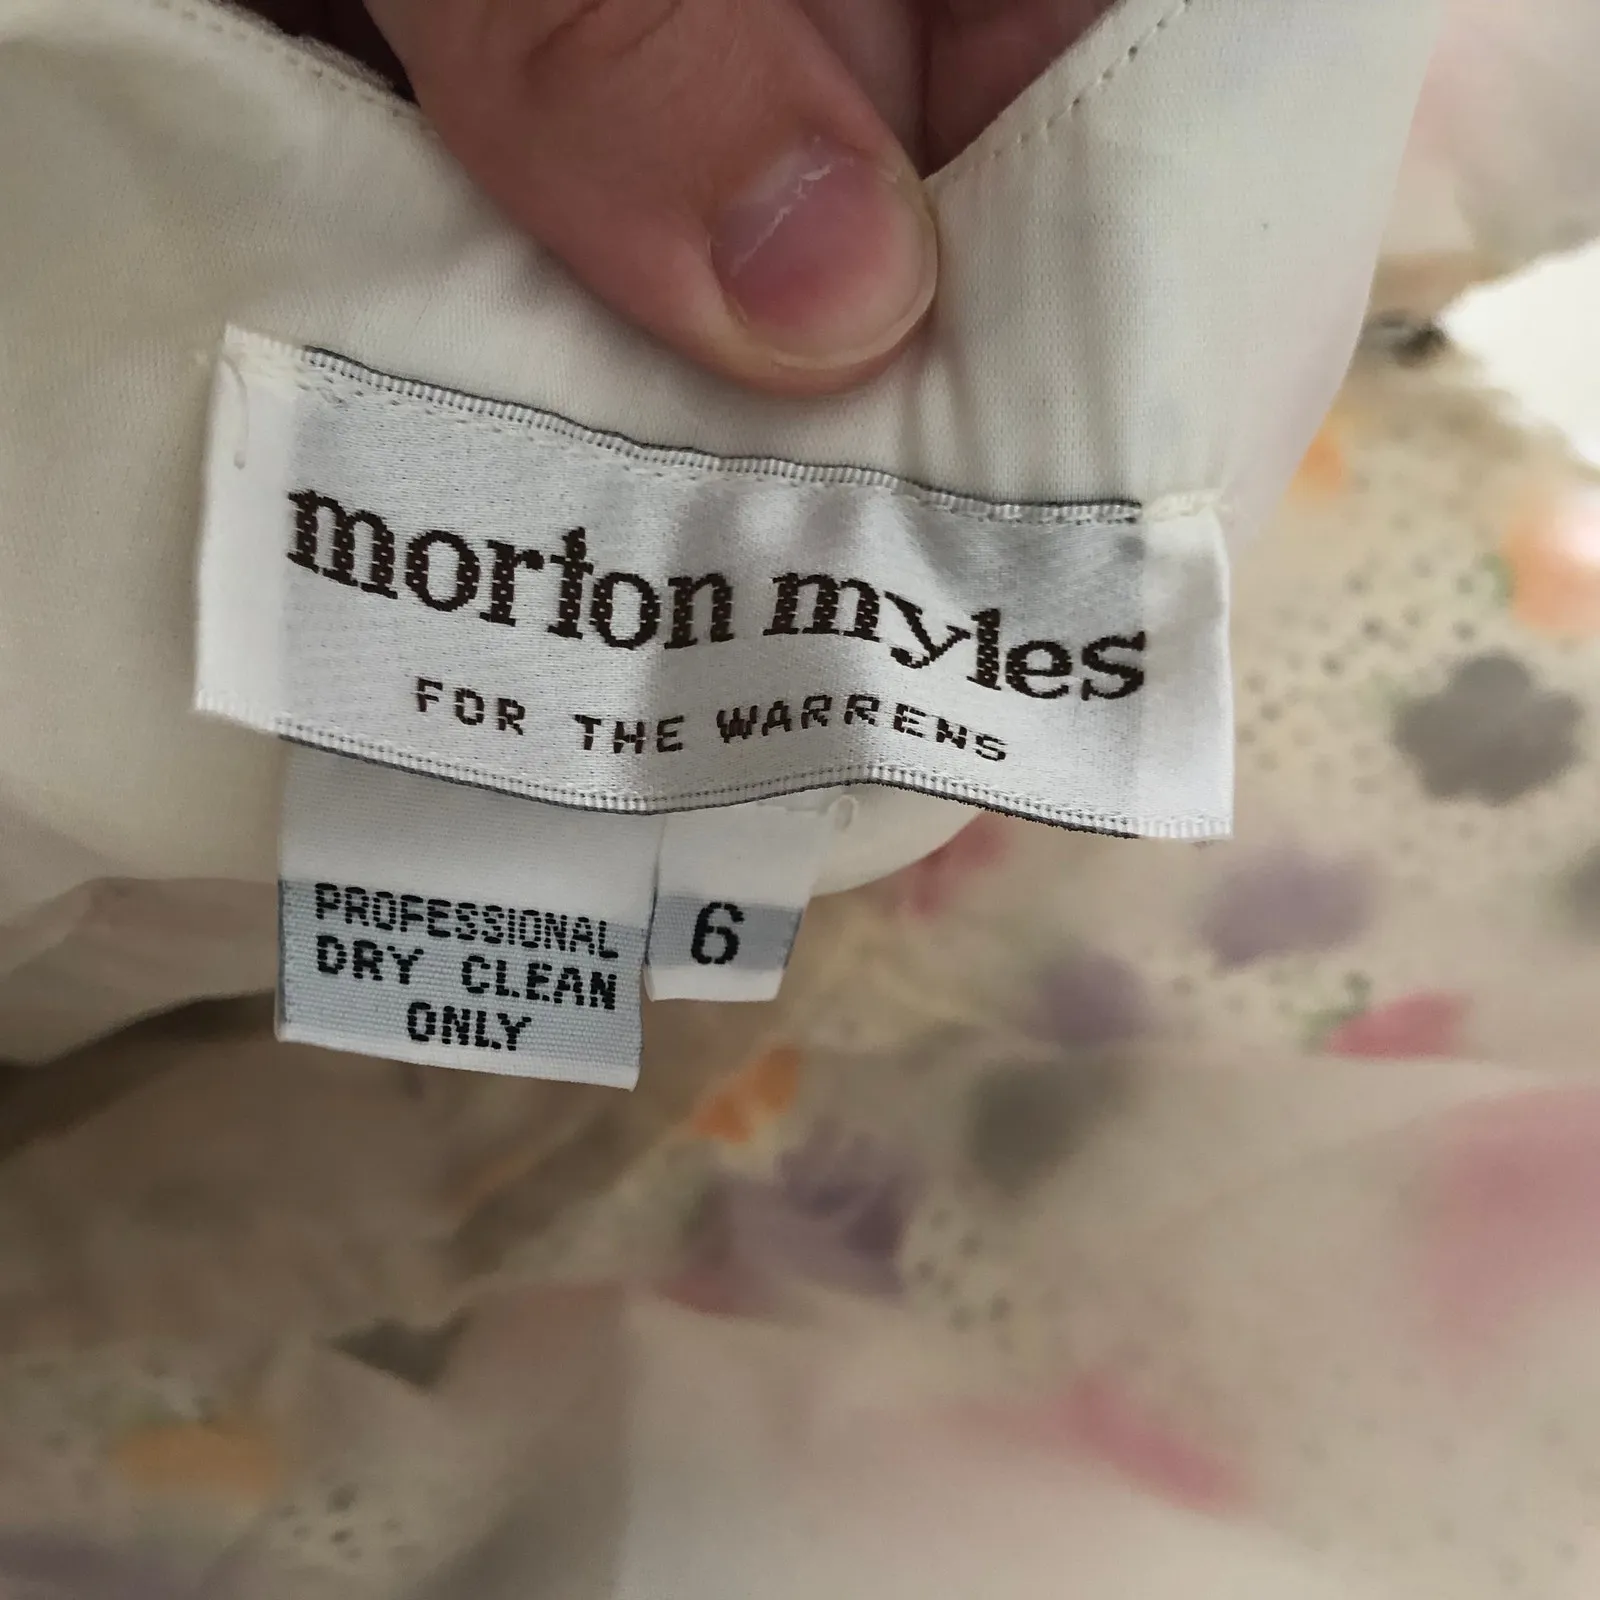 morton myles
FOR THE WARRENS
PROFESSIONAL
DRY CLEAN
ONLY
6